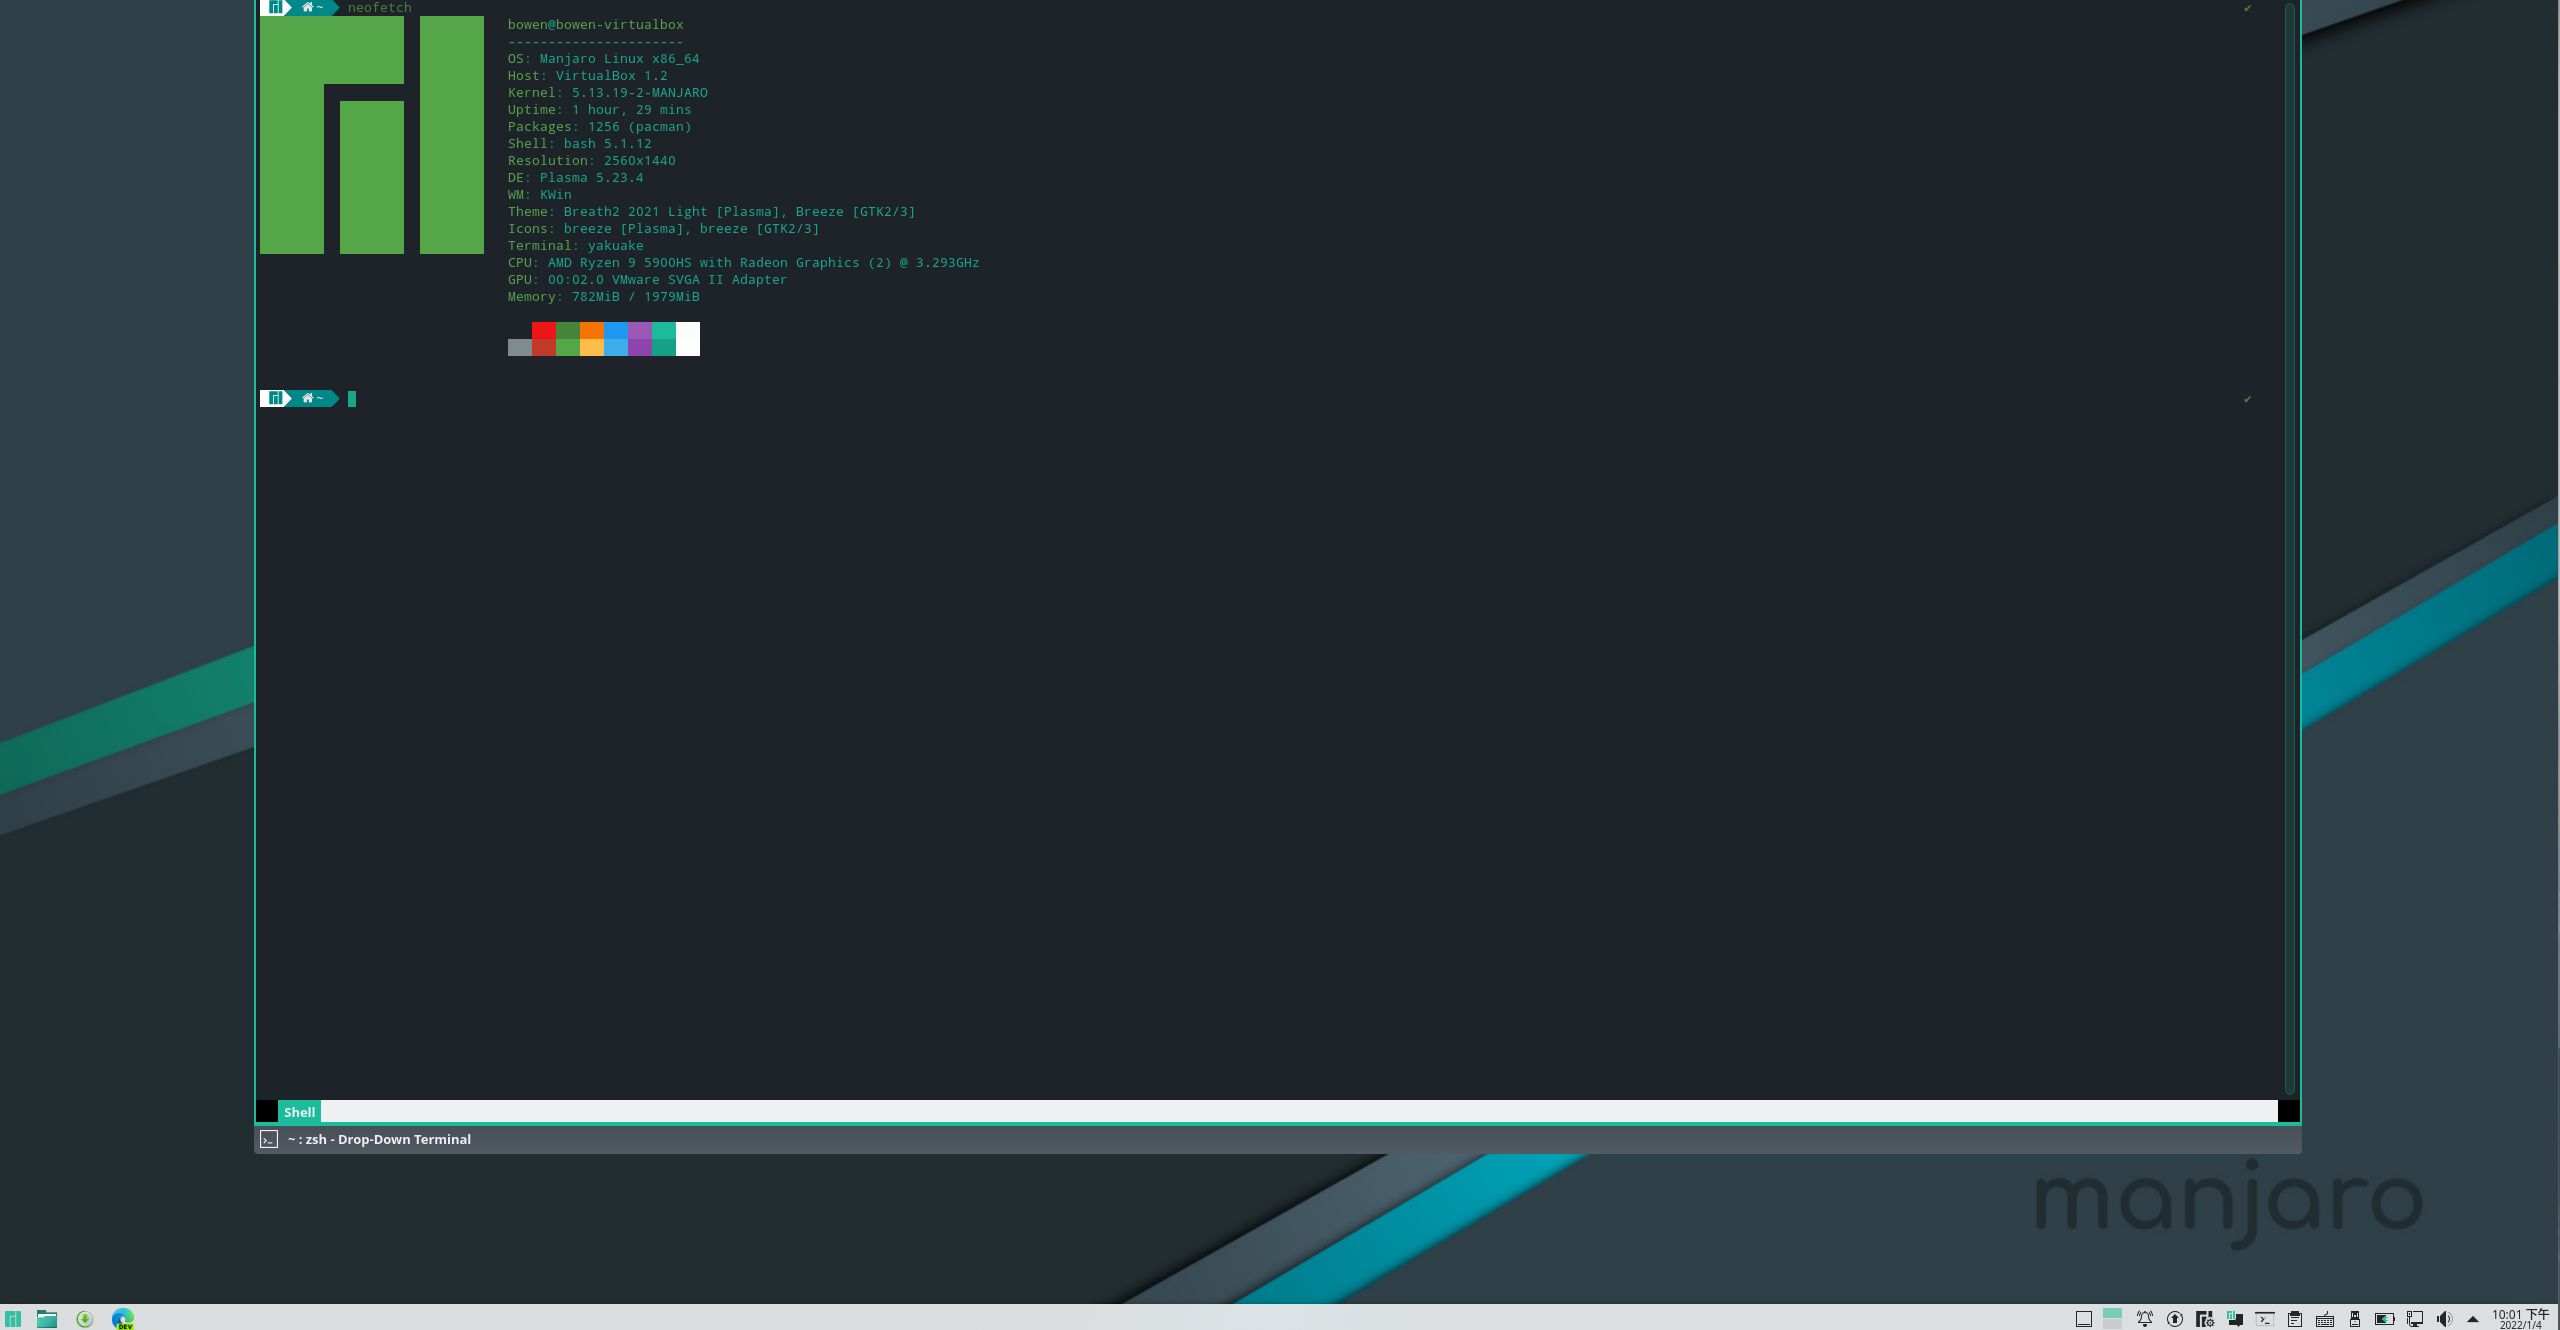 ~ neofetch ✔
bowen@bowen-virtualbox
----------------------
OS: Manjaro Linux x86_64
Host: VirtualBox 1.2
Kernel: 5.13.19-2-MANJARO
Uptime: 1 hour, 29 mins
Packages: 1256 (pacman)
Shell: bash 5.1.12
Resolution: 2560x1440
DE: Plasma 5.23.4
WM: KWin
Theme: Breath2 2021 Light [Plasma], Breeze [GTK2/3]
Icons: breeze [Plasma], breeze [GTK2/3]
Terminal: yakuake
CPU: AMD Ryzen 9 5900HS with Radeon Graphics (2) @ 3.293GHz
GPU: 00:02.0 VMware SVGA II Adapter
Memory: 782MiB / 1979MiB
~ ✔
Shell
~ : zsh - Drop-Down Terminal
manjaro
DEV
10:01 下午
2022/1/4